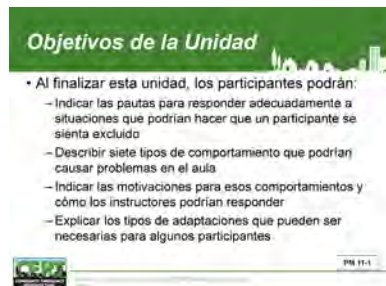 Objetivos de la Unidad
• Al finalizar esta unidad, los participantes podrán:
– Indicar las pautas para responder adecuadamente a
situaciones que podrían hacer que un participante se
sienta excluido
– Describir siete tipos de comportamiento que podrían
causar problemas en el aula
– Indicar las motivaciones para esos comportamientos y
cómo los instructores podrían responder
– Explicar los tipos de adaptaciones que pueden ser
necesarias para algunos participantes
PM 11-1